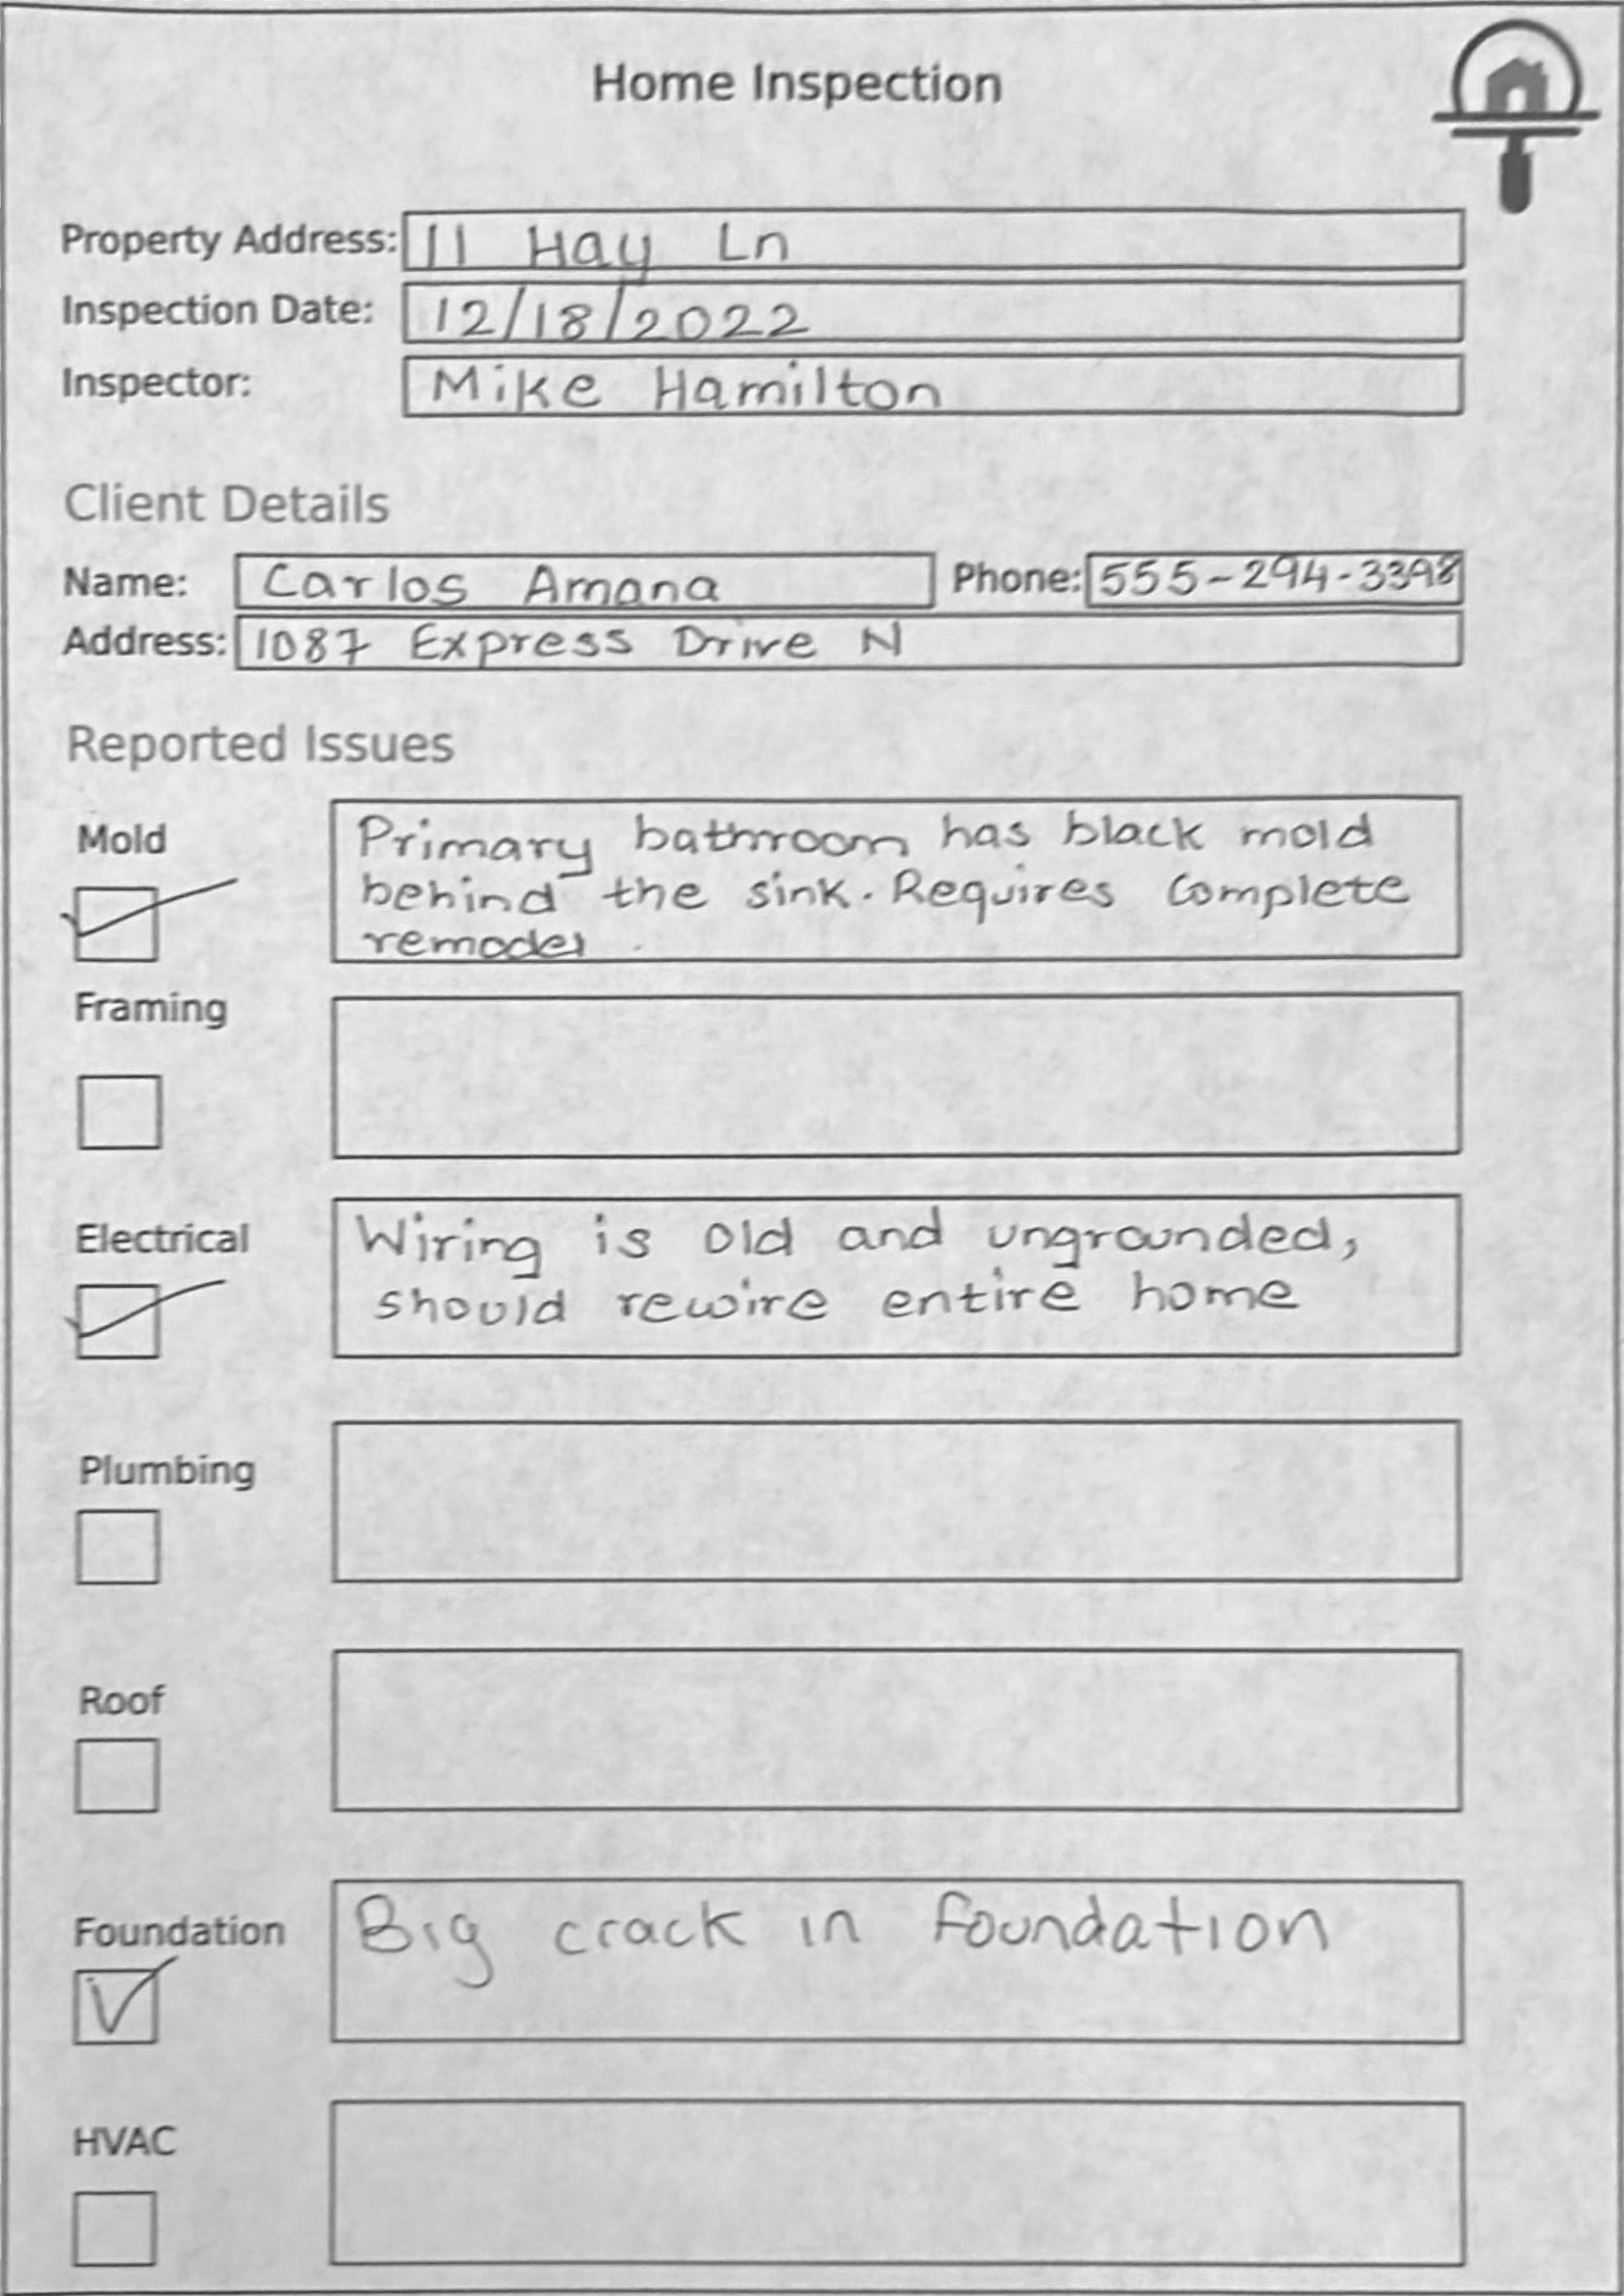 Home Inspection
Property Address: 11 Hay Ln
Inspection Date: 12/18/2022
Inspector: Mike Hamilton
Client Details
Name: Carlos Amana Phone: 555-294-3398
Address: 1087 Express Drive N
Reported Issues
Mold
Primary bathroom has black mold
behind the sink. Requires complete
remodel.
Framing
Electrical
Wiring is old and ungrounded,
should rewire entire home
Plumbing
Roof
Foundation
Big crack in foundation
HVAC